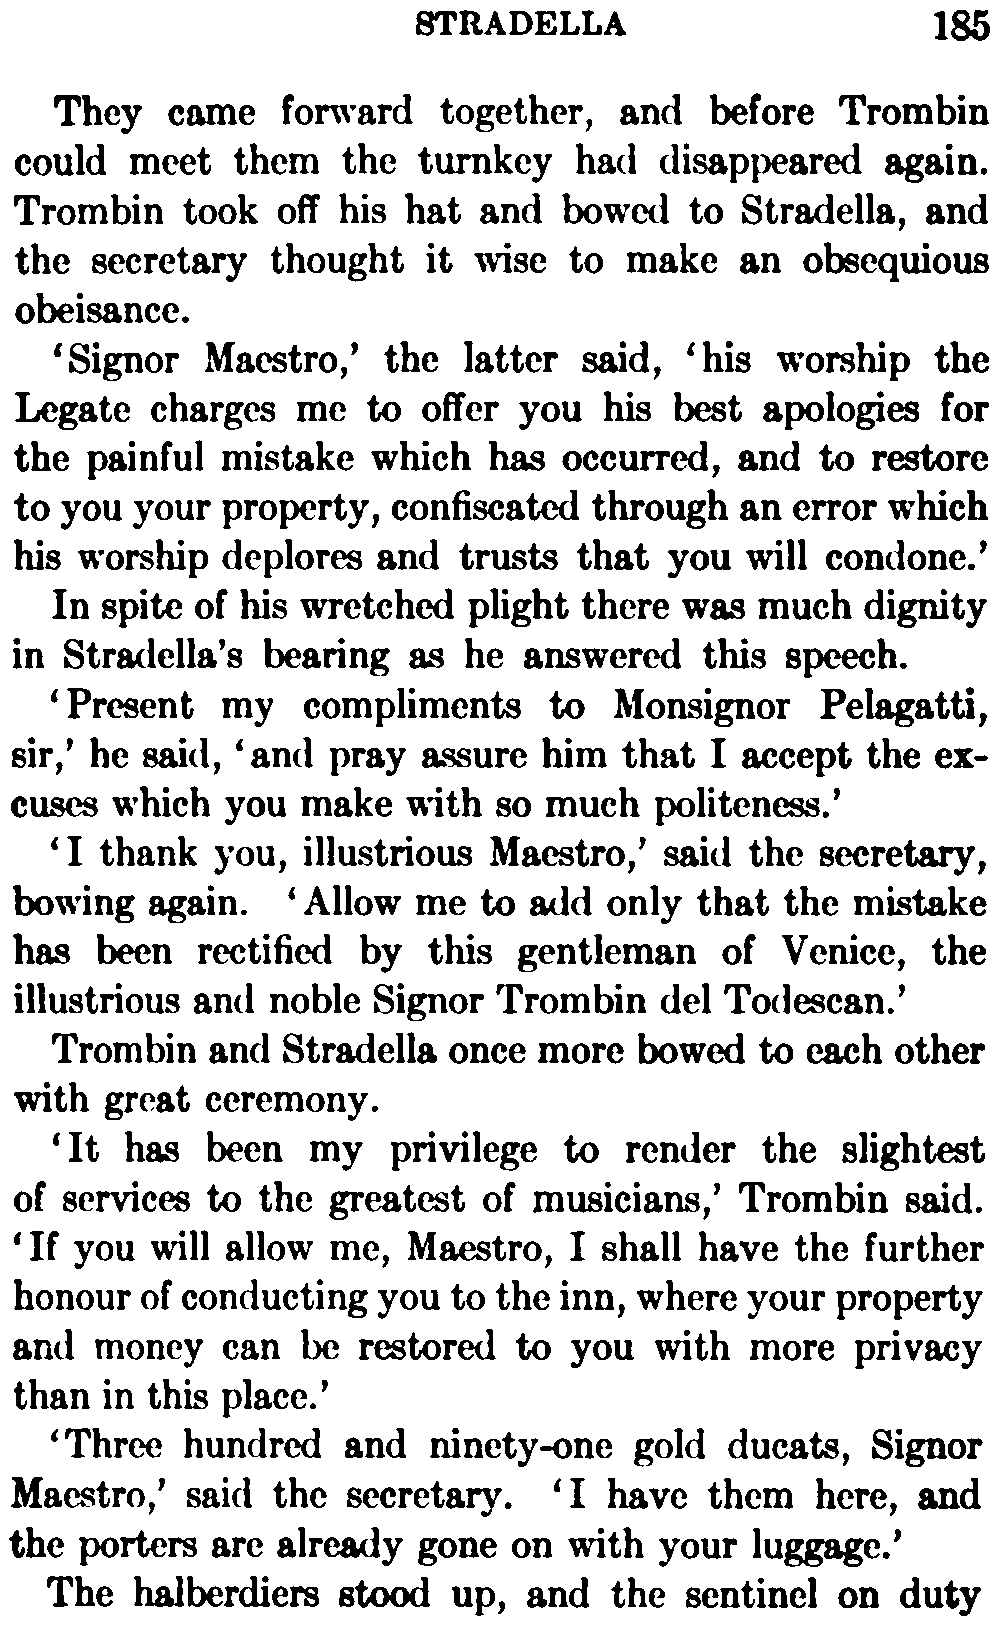 STRADELLA 185
They came forward together, and before Trombin
could meet them the turnkey had disappeared again.
Trombin took off his hat and bowed to Stradella, and
the secretary thought it wise to make an obsequious
obeisance.
‘Signor Maestro,’ the latter said, ‘his worship the
Legate charges me to offer you his best apologies for
the painful mistake which has occurred, and to restore
to you your property, confiscated through an error which
his worship deplores and trusts that you will condone.’
In spite of his wretched plight there was much dignity
in Stradella’s bearing as he answered this speech.
‘Present my compliments to Monsignor Pelagatti,
sir,’ he said, ‘and pray assure him that I accept the ex-
cuses which you make with so much politeness.’
‘I thank you, illustrious Maestro,’ said the secretary,
bowing again. ‘Allow me to add only that the mistake
has been rectified by this gentleman of Venice, the
illustrious and noble Signor Trombin del Todescan.’
Trombin and Stradella once more bowed to each other
with great ceremony.
‘It has been my privilege to render the slightest
of services to the greatest of musicians,’ Trombin said.
‘If you will allow me, Maestro, I shall have the further
honour of conducting you to the inn, where your property
and money can be restored to you with more privacy
than in this place.’
‘Three hundred and ninety-one gold ducats, Signor
Maestro,’ said the secretary. ‘I have them here, and
the porters are already gone on with your luggage.’
The halberdiers stood up, and the sentinel on duty